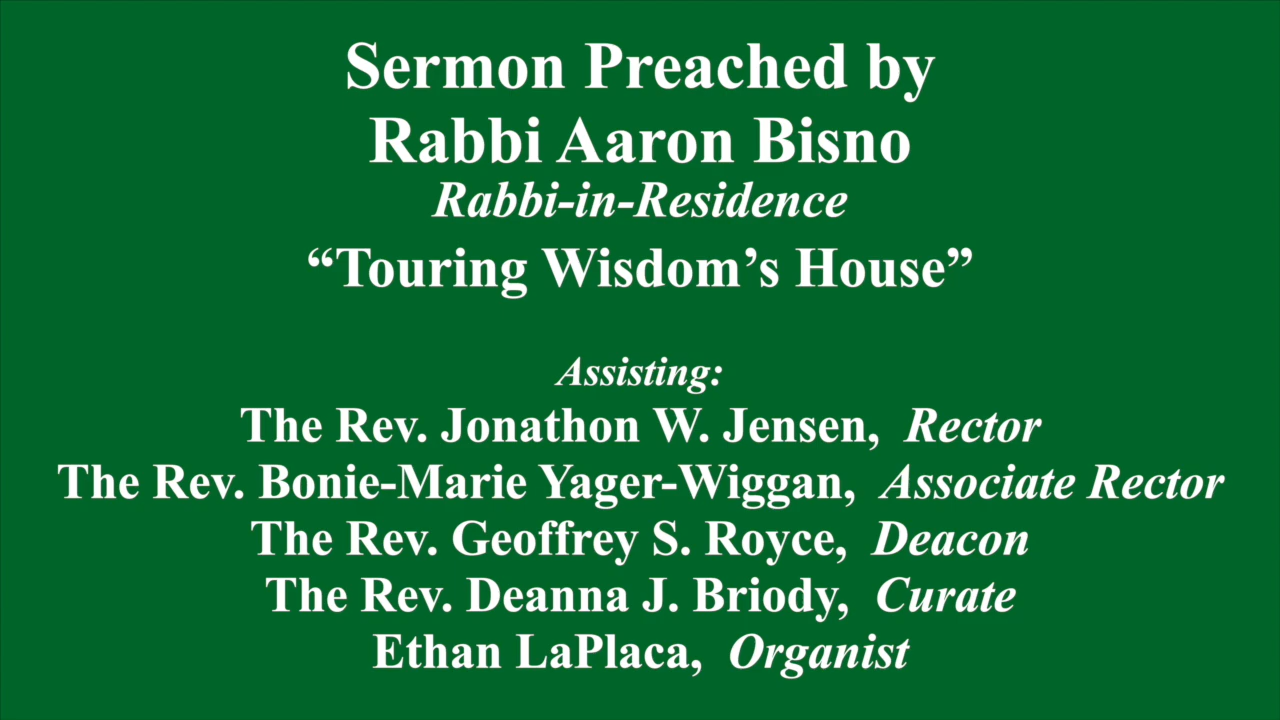 Sermon Preached by
Rabbi Aaron Bisno
Rabbi-in-Residence
“Touring Wisdom’s House”
Assisting:
The Rev. Jonathon W. Jensen, Rector
The Rev. Bonie-Marie Yager-Wiggan, Associate Rector
The Rev. Geoffrey S. Royce, Deacon
The Rev. Deanna J. Briody, Curate
Ethan LaPlaca, Organist